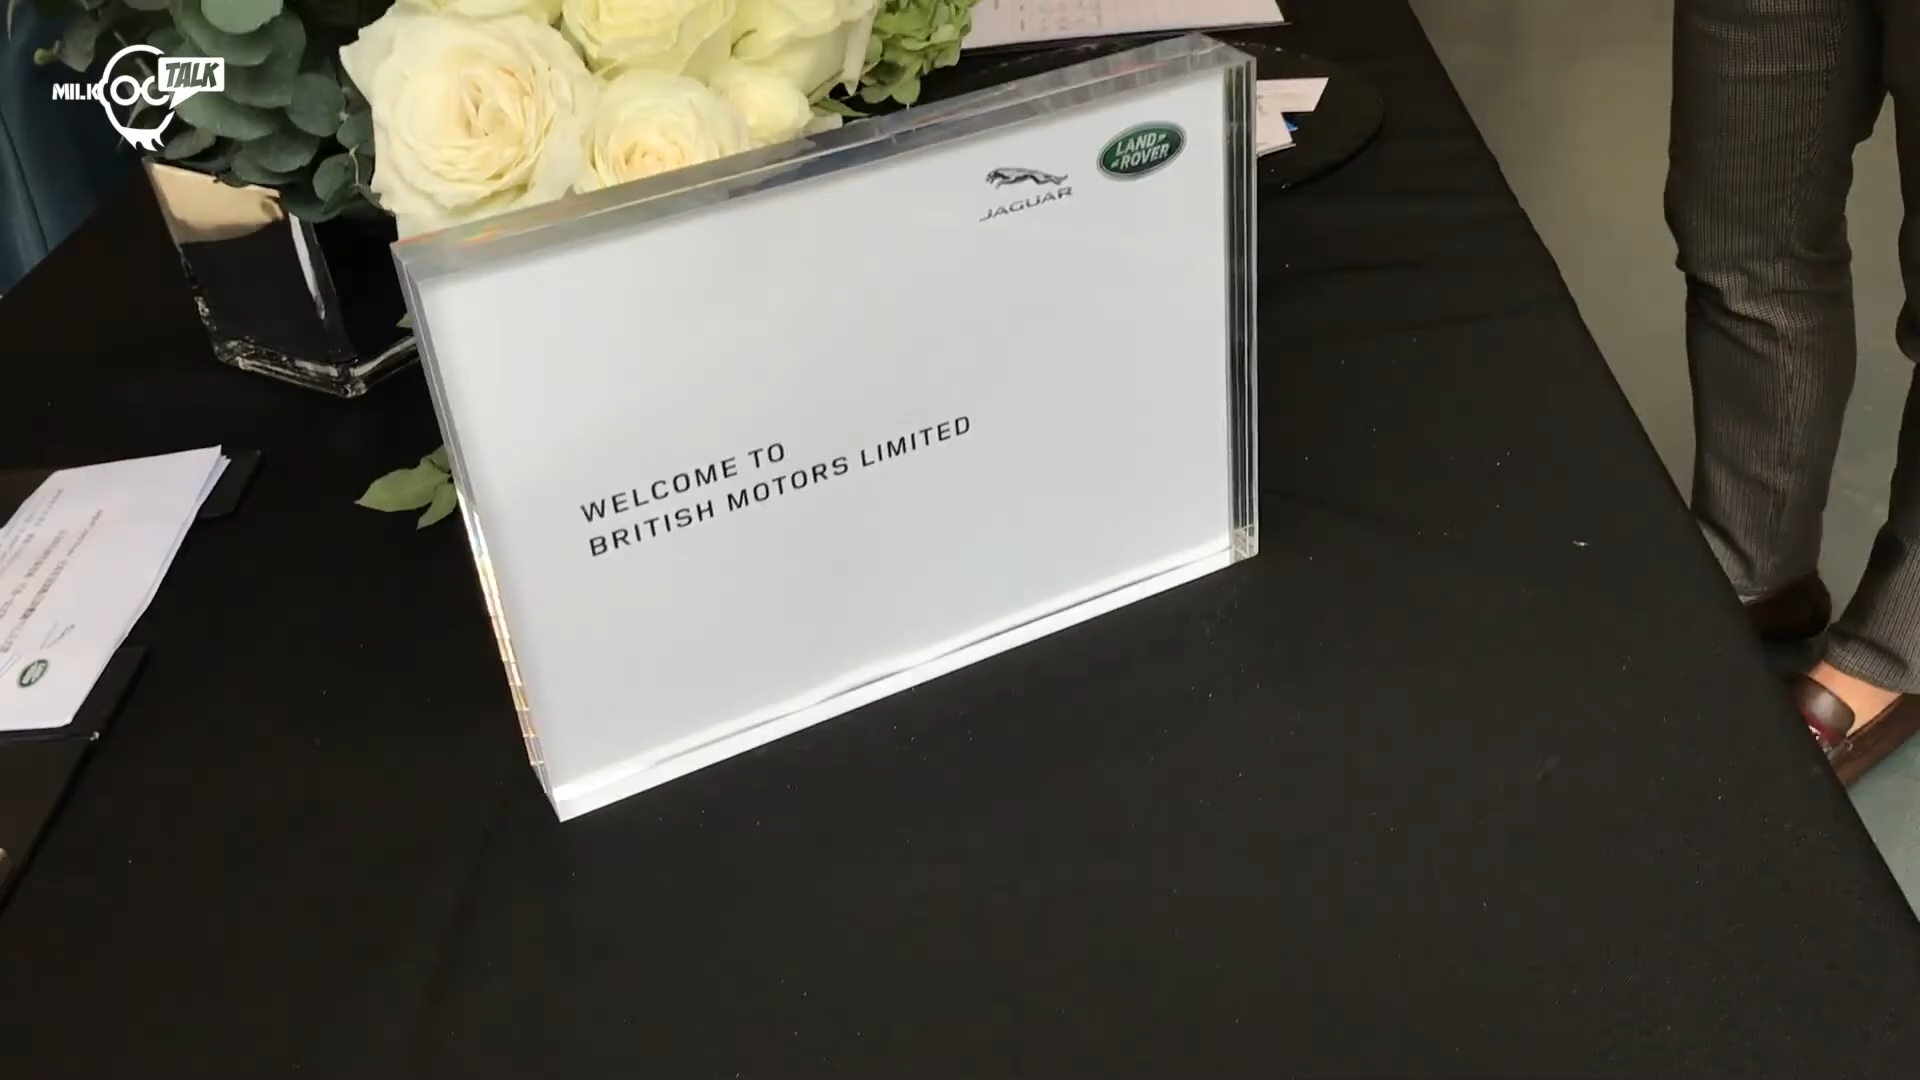 MILK
TALK
LAND
ROVER
JAGUAR
WELCOME TO
BRITISH MOTORS LIMITED